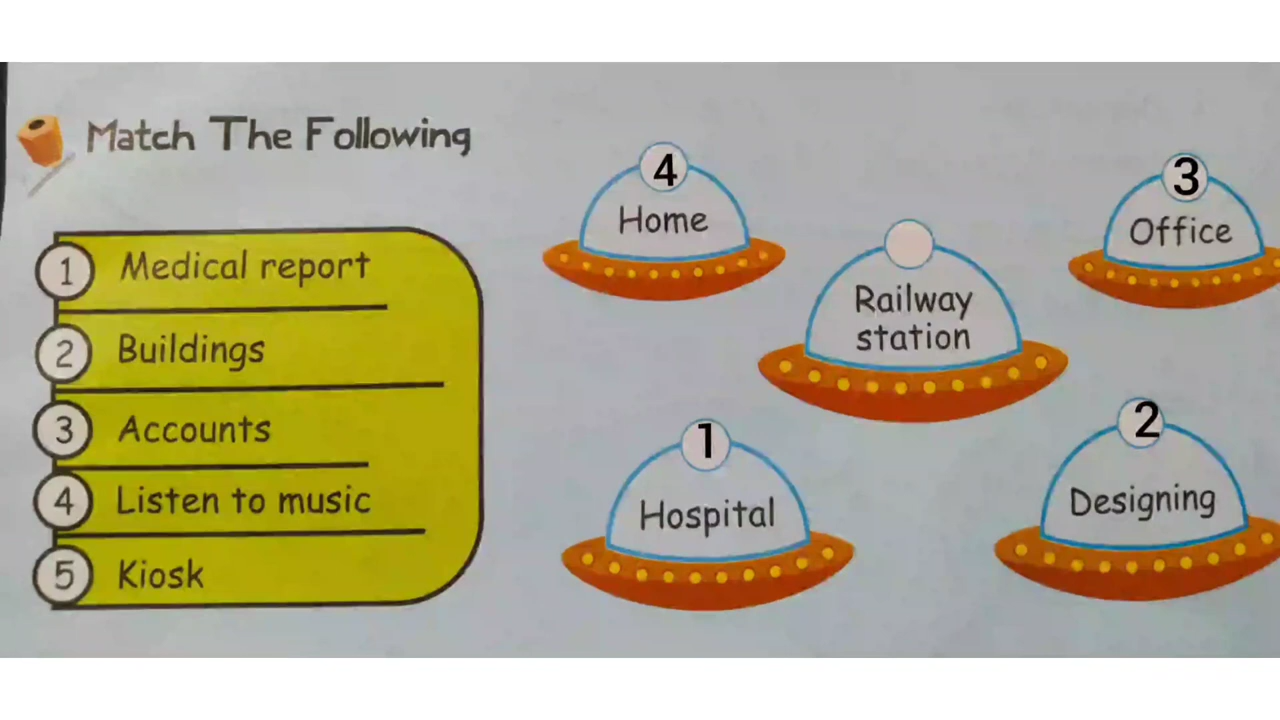 Match The Following
1 Medical report
2 Buildings
3 Accounts
4 Listen to music
5 Kiosk
4
Home
3
Office
Railway
station
1
Hospital
2
Designing